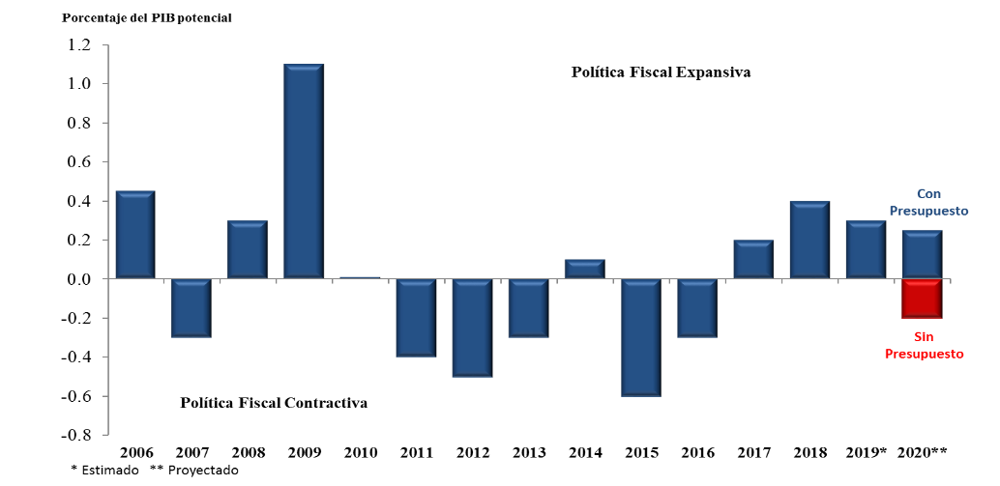 Porcentaje del PIB potencial
1.2
1.0
0.8
0.6
0.4
0.2
0.0
-0.2
-0.4
-0.6
-0.8
Política Fiscal Expansiva
Con
Presupuesto
Sin
Presupuesto
Política Fiscal Contractiva
2006 2007 2008 2009 2010 2011 2012 2013 2014 2015 2016 2017 2018 2019* 2020**
* Estimado ** Proyectado